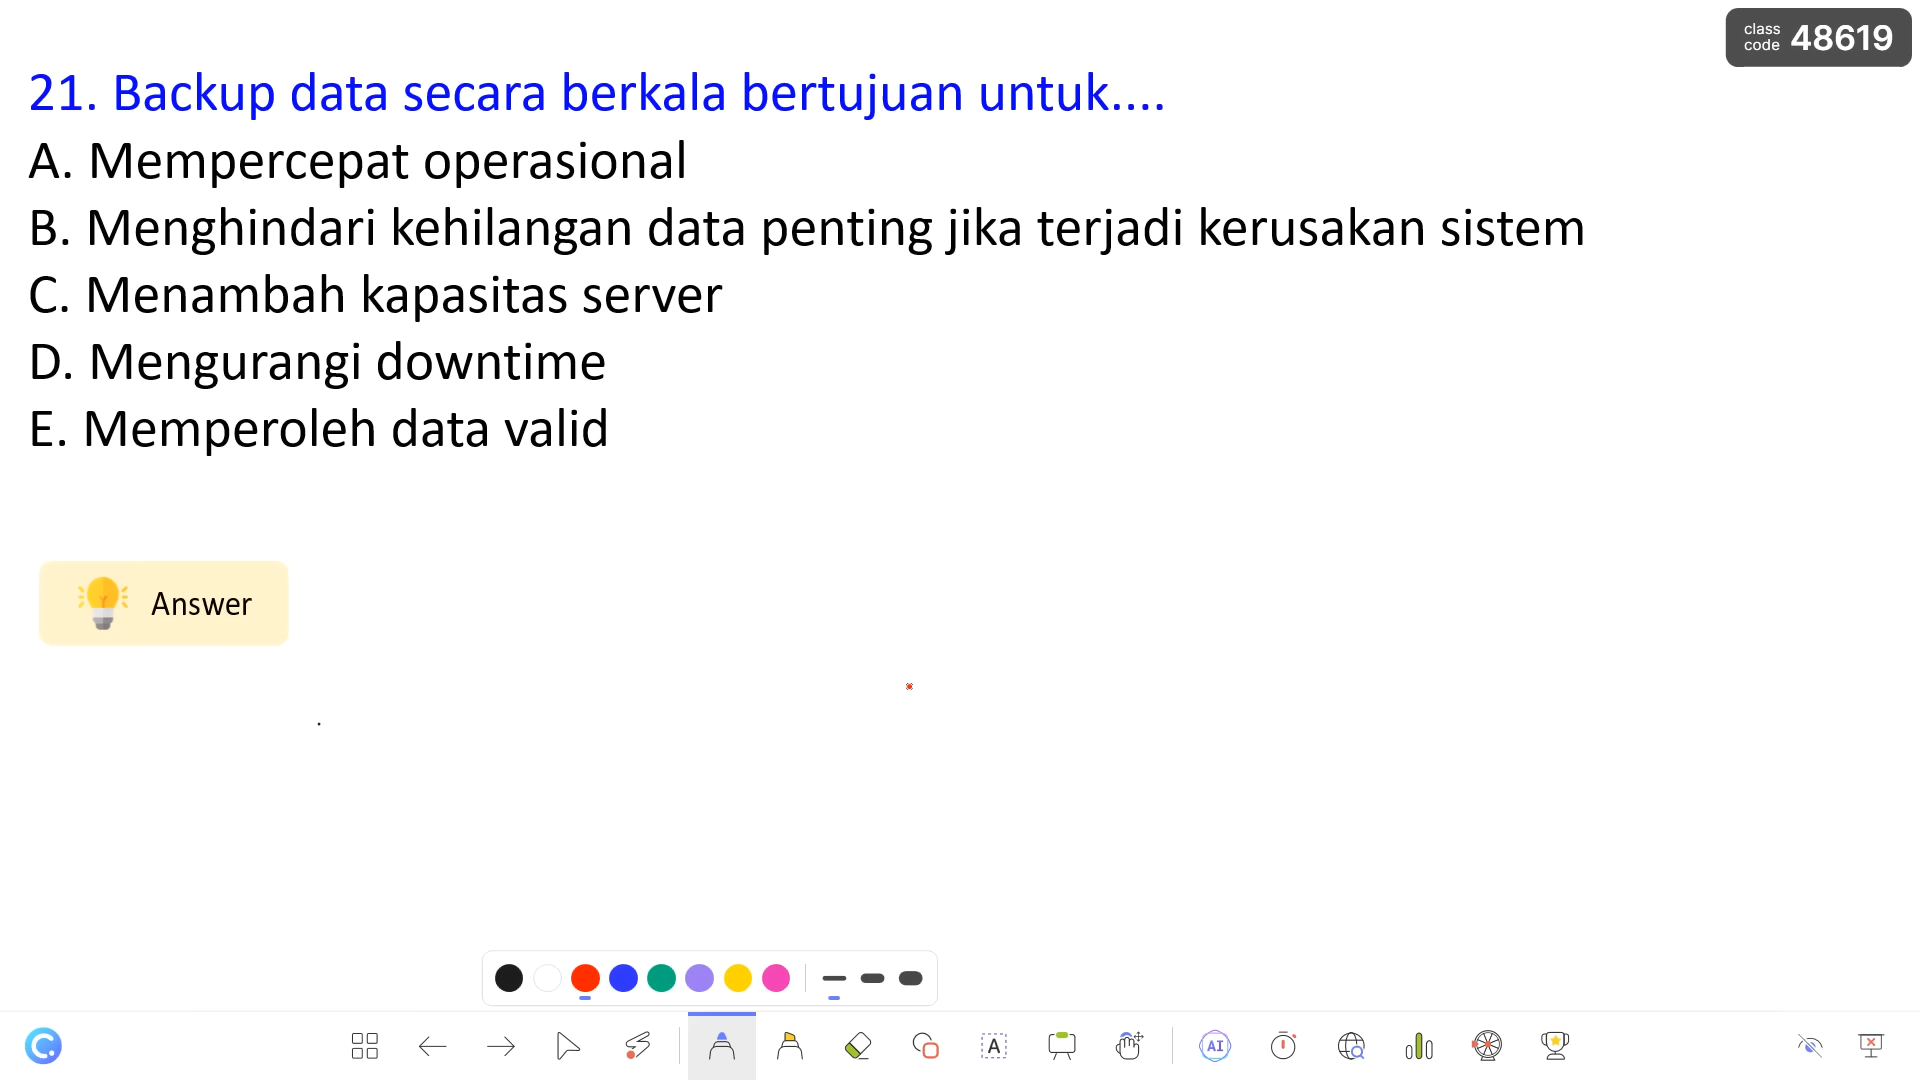 class
code 48619
21. Backup data secara berkala bertujuan untuk....
A. Mempercepat operasional
B. Menghindari kehilangan data penting jika terjadi kerusakan sistem
C. Menambah kapasitas server
D. Mengurangi downtime
E. Memperoleh data valid
Answer
A
AI